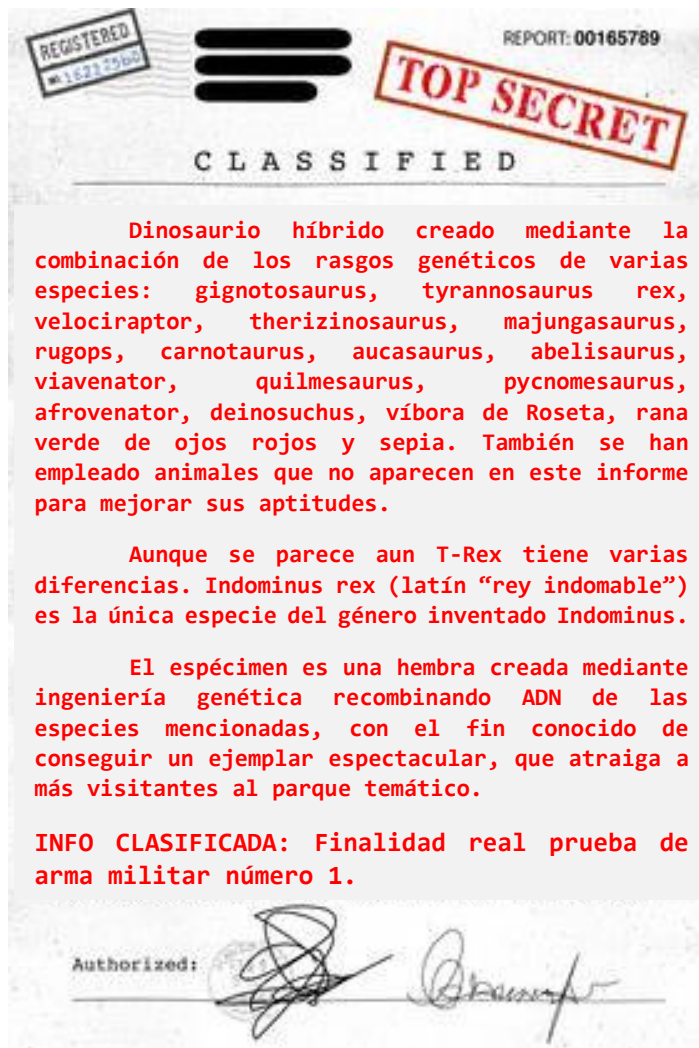 REGISTERED
REPORT: 00165789
TOP SECRET
CLASSIFIED
Dinosaurio híbrido creado mediante la
combinación de los rasgos genéticos de varias
especies: gignotosaurus, tyrannosaurus rex,
velociraptor, therizinosaurus, majungasaurus,
rugops, carnotaurus, aucasaurus, abelisaurus,
viavenator, quilmesaurus, pycnomesaurus,
afrovenator, deinosuchus, víbora de Roseta, rana
verde de ojos rojos y sepia. También se han
empleado animales que no aparecen en este informe
para mejorar sus aptitudes.
Aunque se parece aun T-Rex tiene varias
diferencias. Indominus rex (latín “rey indomable”)
es la única especie del género inventado Indominus.
El espécimen es una hembra creada mediante
ingeniería genética recombinando ADN de las
especies mencionadas, con el fin conocido de
conseguir un ejemplar espectacular, que atraiga a
más visitantes al parque temático.
INFO CLASIFICADA: Finalidad real prueba de
arma militar número 1.
Authorized: